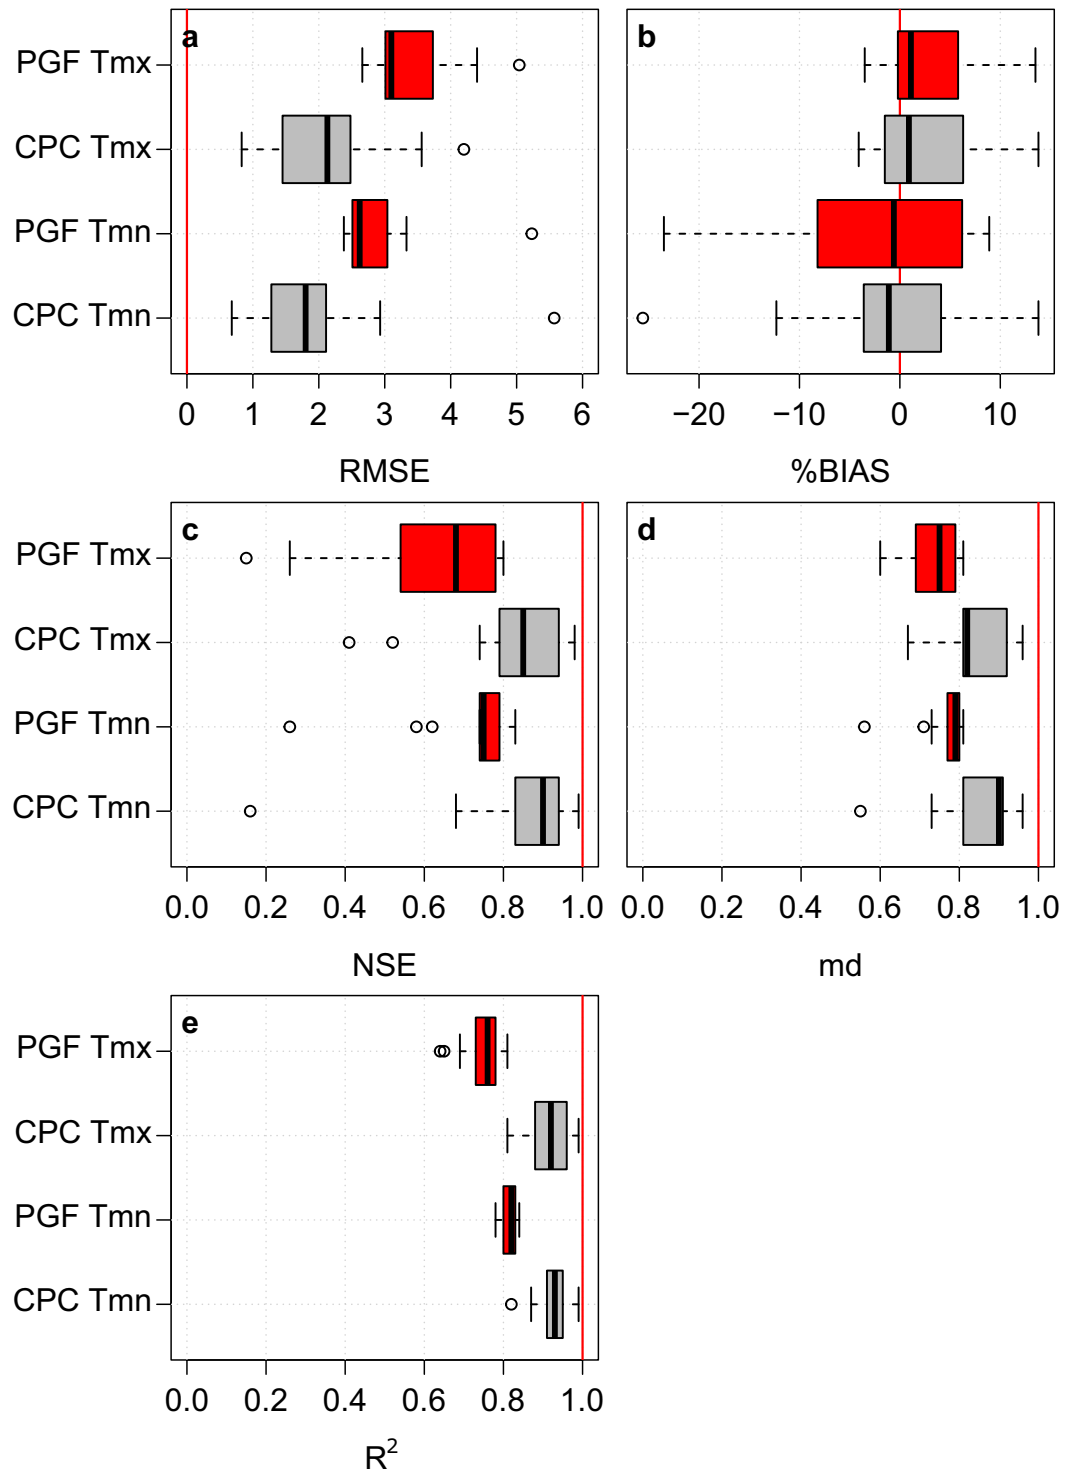 a
b
PGF Tmx
CPC Tmx
PGF Tmn
CPC Tmn
0 1 2 3 4 5 6
−20 −10 0 10
RMSE
%BIAS
c
d
PGF Tmx
CPC Tmx
PGF Tmn
CPC Tmn
0.0 0.2 0.4 0.6 0.8 1.0
0.0 0.2 0.4 0.6 0.8 1.0
NSE
md
e
PGF Tmx
CPC Tmx
PGF Tmn
CPC Tmn
0.0 0.2 0.4 0.6 0.8 1.0
R²